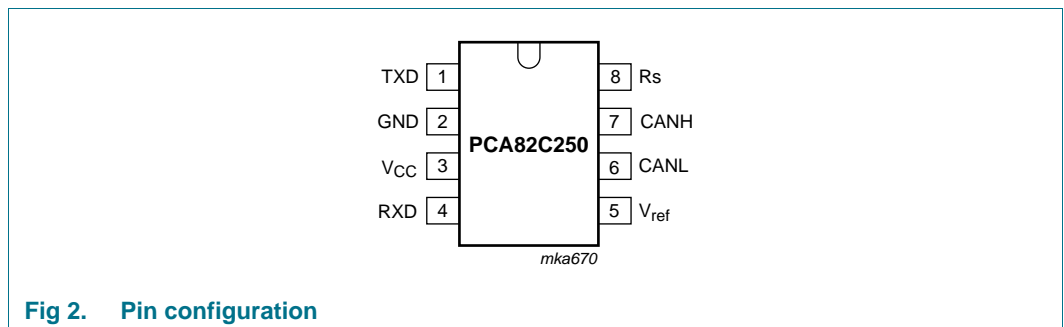 TXD 1 8 Rs
GND 2 7 CANH
PCA82C250
VCC 3 6 CANL
RXD 4 5 Vref
mka670
Fig 2. Pin configuration